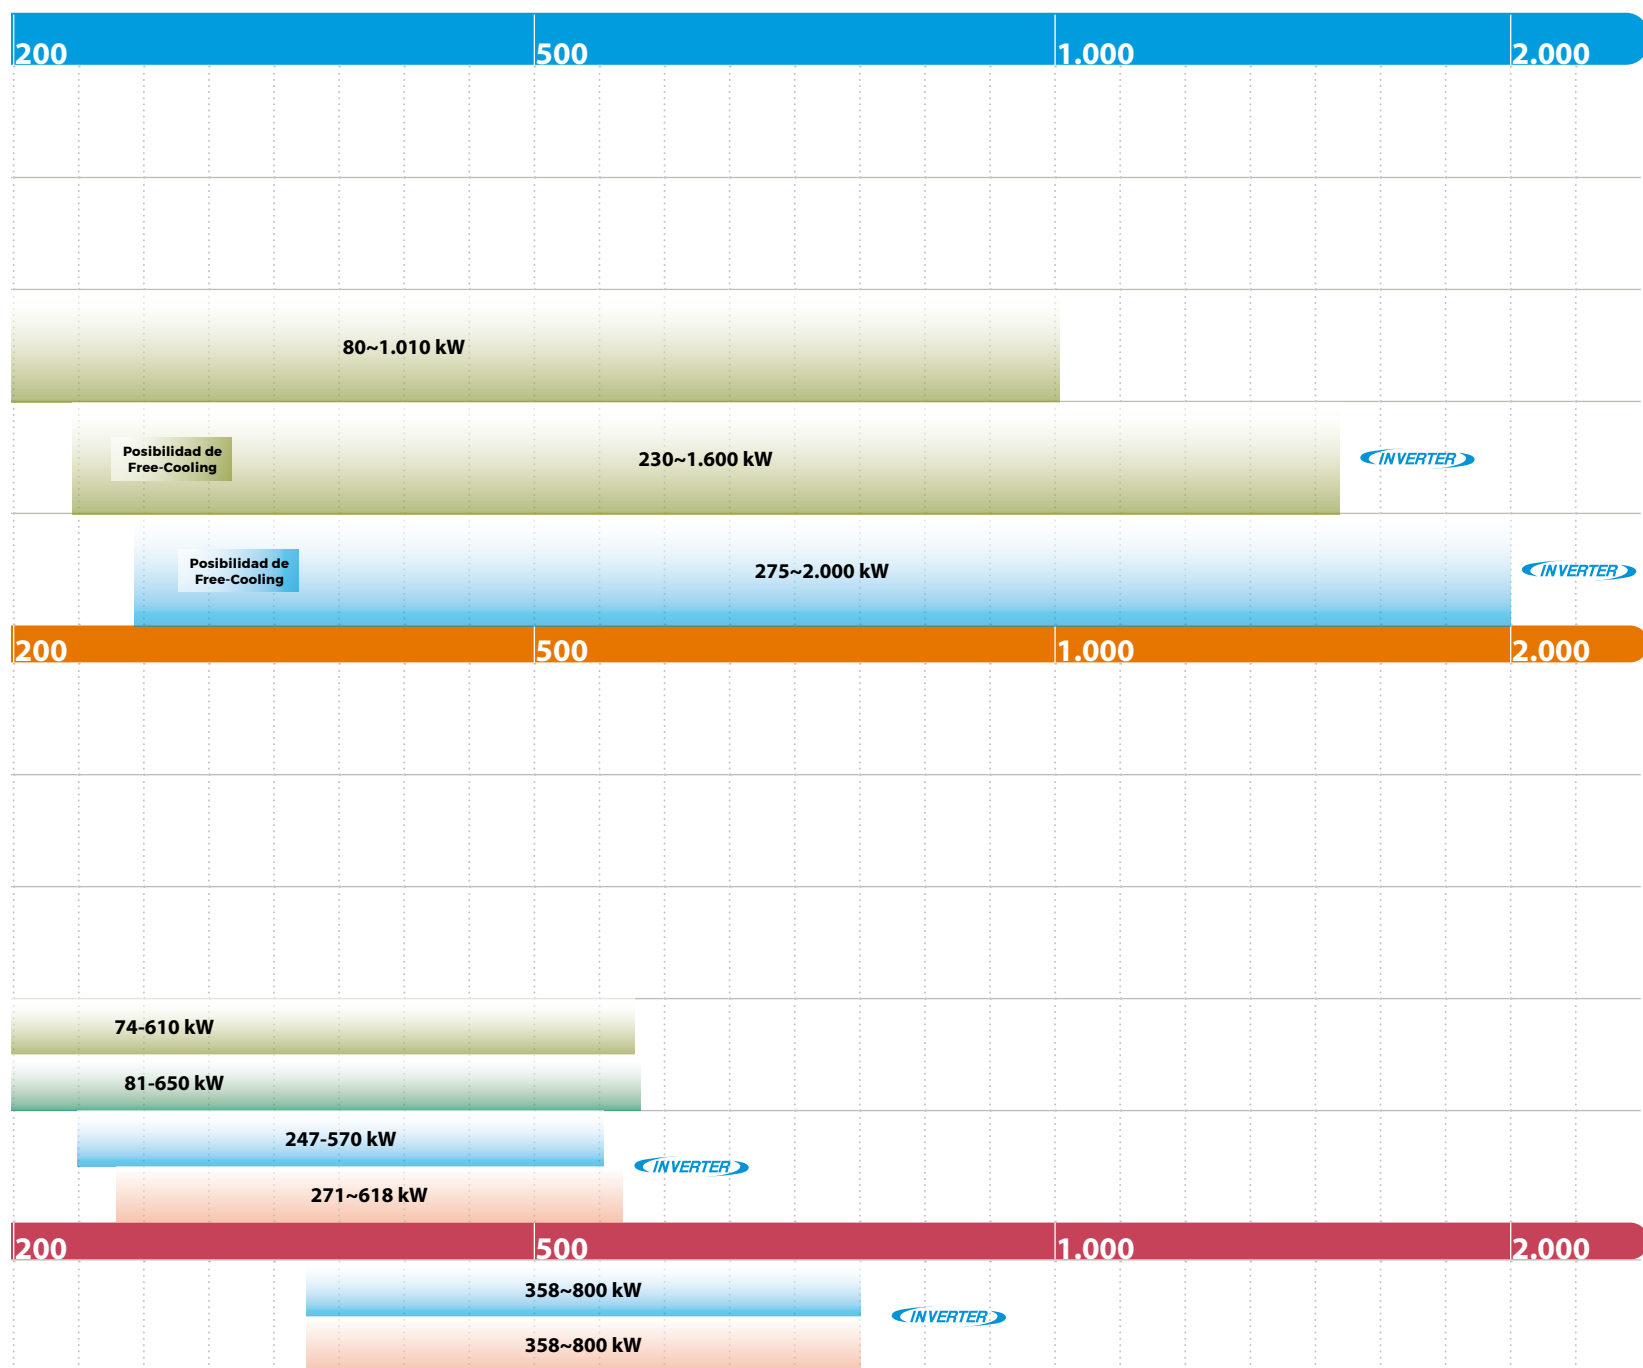 200 500 1.000 2.000
80~1.010 kW
Posibilidad de
Free-Cooling
230~1.600 kW
INVERTER
Posibilidad de
Free-Cooling
275~2.000 kW
INVERTER
200 500 1.000 2.000
74-610 kW
81-650 kW
247-570 kW
INVERTER
271~618 kW
200 500 1.000 2.000
358~800 kW
INVERTER
358~800 kW